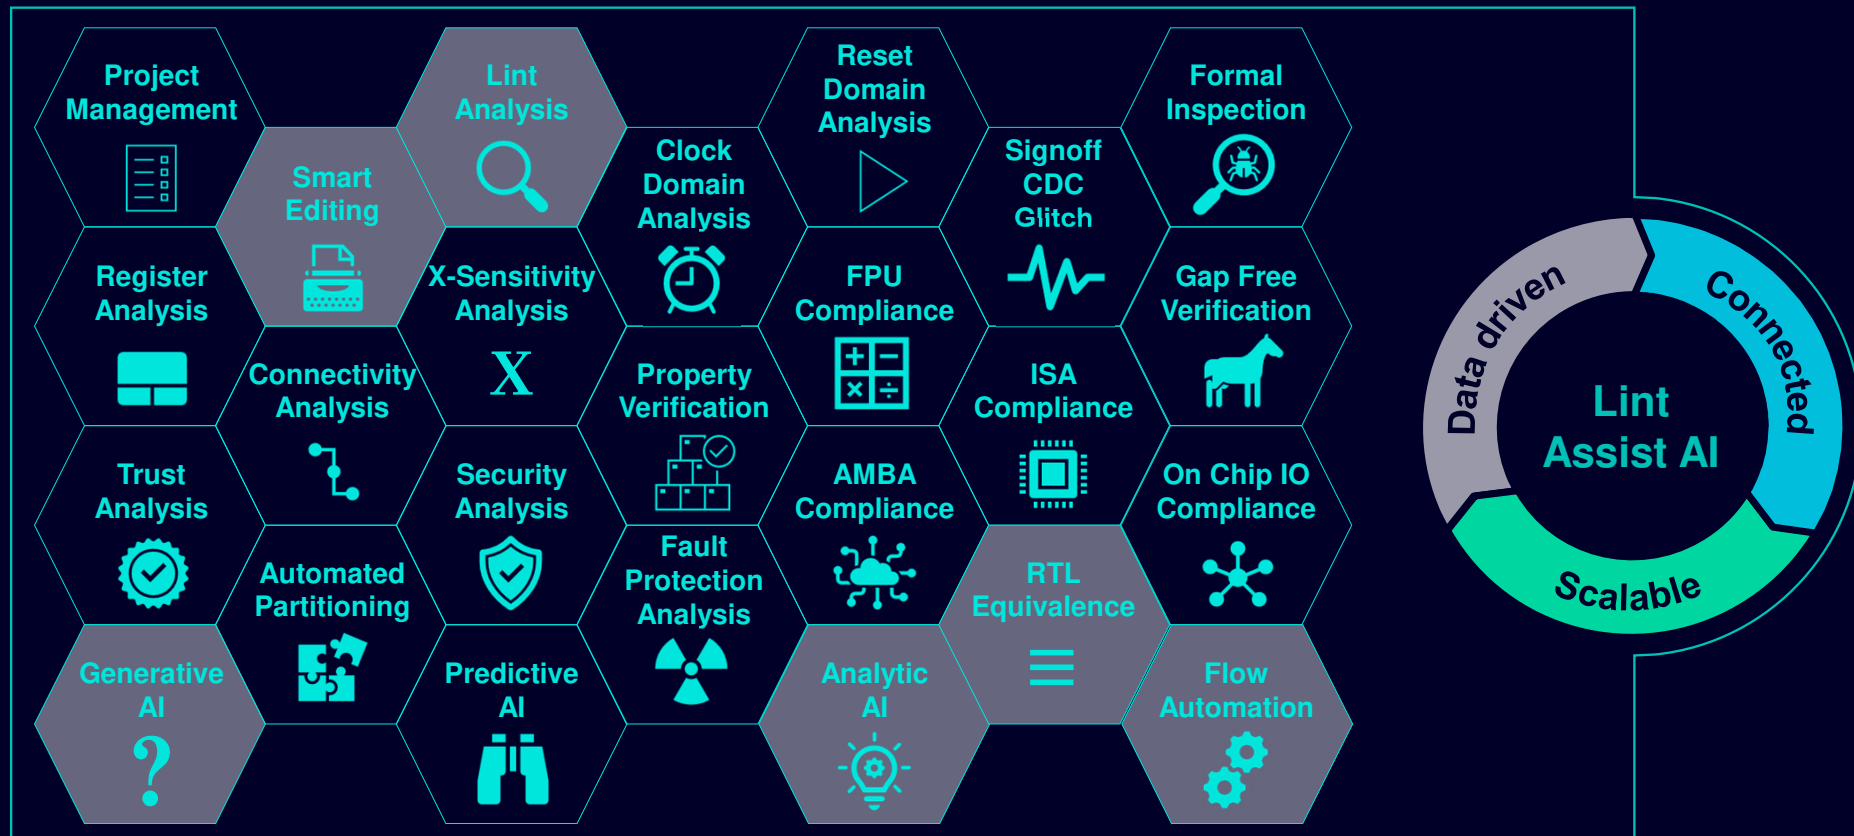 Project
Management
Lint
Analysis
Reset
Domain
Analysis
Formal
Inspection
Smart
Editing
Clock
Domain
Analysis
Signoff
CDC
Glitch
Register
Analysis
X-Sensitivity
Analysis
X
FPU
Compliance
Gap Free
Verification
Connectivity
Analysis
Property
Verification
ISA
Compliance
Trust
Analysis
Security
Analysis
AMBA
Compliance
On Chip IO
Compliance
Automated
Partitioning
Fault
Protection
Analysis
RTL
Equivalence
Generative
AI
?
Predictive
AI
Analytic
AI
Flow
Automation
Data driven
Connected
Scalable
Lint
Assist AI